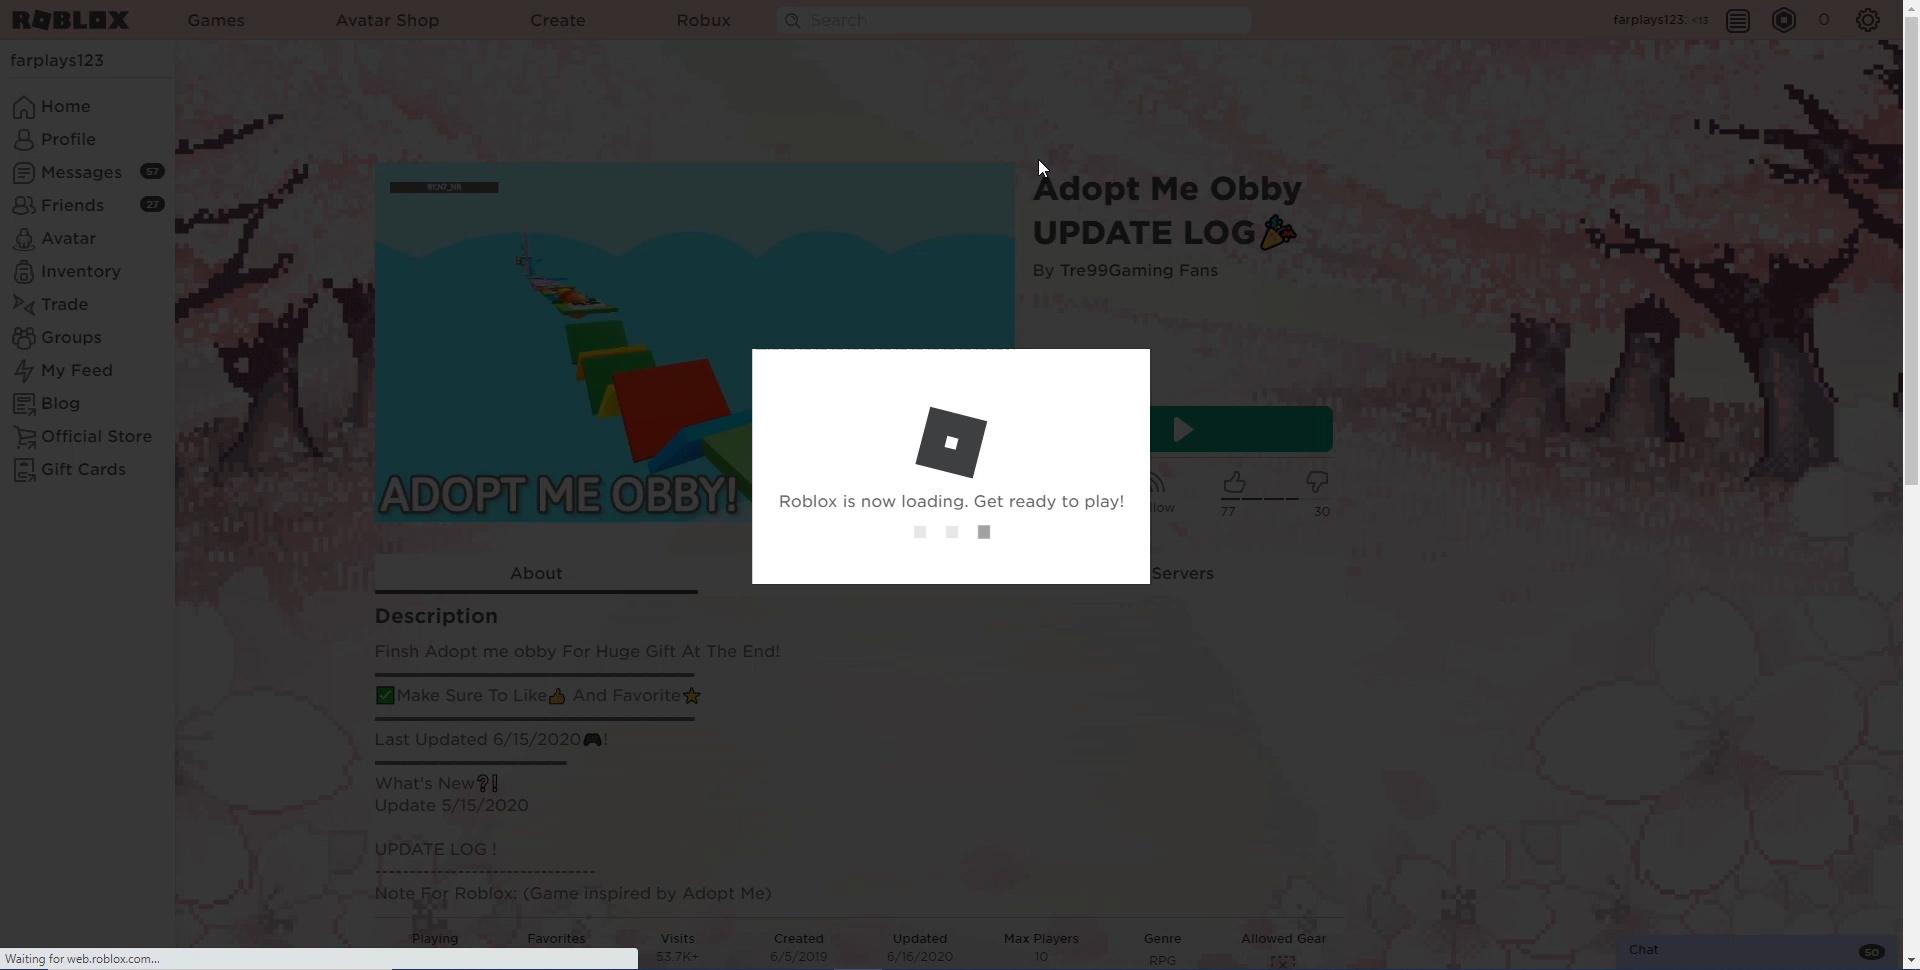 ROBLOX Games Avatar Shop Create Robux Search farplays123: <13 0
farplays123
Home
Profile
Messages 57
Friends 27
Avatar
Inventory
Trade
Groups
My Feed
Blog
Official Store
Gift Cards
ADOPT ME OBBY!
Adopt Me Obby
UPDATE LOG🎉
By Tre99Gaming Fans
Roblox is now loading. Get ready to play!
77 30
About Servers
Description
Finsh Adopt me obby For Huge Gift At The End!
✅Make Sure To Like👍 And Favorite⭐
Last Updated 6/15/2020🎮!
What's New⁈
Update 5/15/2020
UPDATE LOG !
------------------------------
Note For Roblox: (Game inspired by Adopt Me)
Playing Favorites Visits Created Updated Max Players Genre Allowed Gear
53.7K+ 6/5/2019 6/16/2020 10 RPG
Chat 50
Waiting for web.roblox.com...